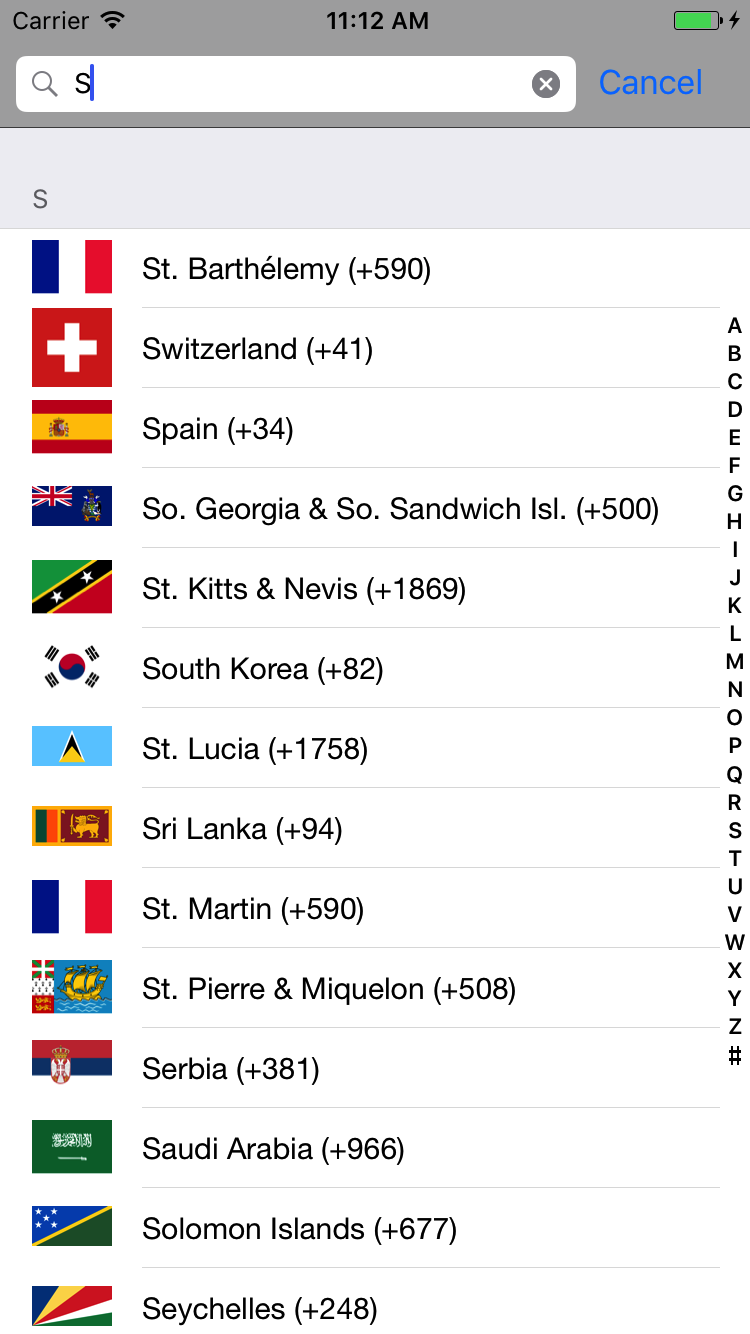 Carrier 11:12 AM
S Cancel
S
St. Barthélemy (+590)
Switzerland (+41)
Spain (+34)
So. Georgia & So. Sandwich Isl. (+500)
St. Kitts & Nevis (+1869)
South Korea (+82)
St. Lucia (+1758)
Sri Lanka (+94)
St. Martin (+590)
St. Pierre & Miquelon (+508)
Serbia (+381)
Saudi Arabia (+966)
Solomon Islands (+677)
Seychelles (+248)
A
B
C
D
E
F
G
H
I
J
K
L
M
N
O
P
Q
R
S
T
U
V
W
X
Y
Z
#